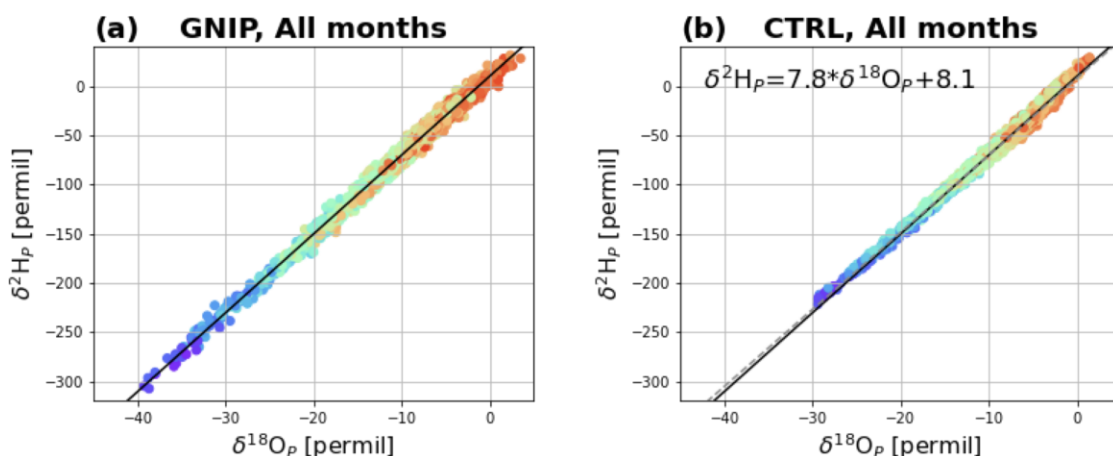 (a) GNIP, All months
0
−50
−100
−150
−200
−250
−300
δ²H_P [permil]
−40 −30 −20 −10 0
δ¹⁸O_P [permil]
(b) CTRL, All months
δ²H_P=7.8*δ¹⁸O_P+8.1
0
−50
−100
−150
−200
−250
−300
δ²H_P [permil]
−40 −30 −20 −10 0
δ¹⁸O_P [permil]